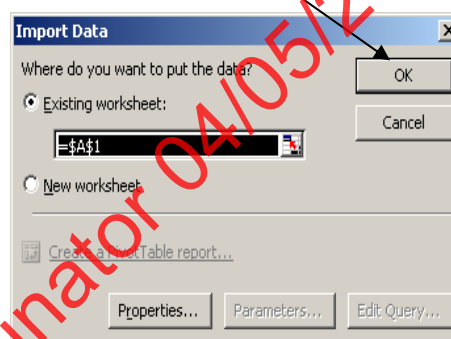 Import Data
Where do you want to put the data?
Existing worksheet:
=$A$1
New worksheet
Create a PivotTable report...
Properties... Parameters... Edit Query...
OK
Cancel
nator 04/05/2